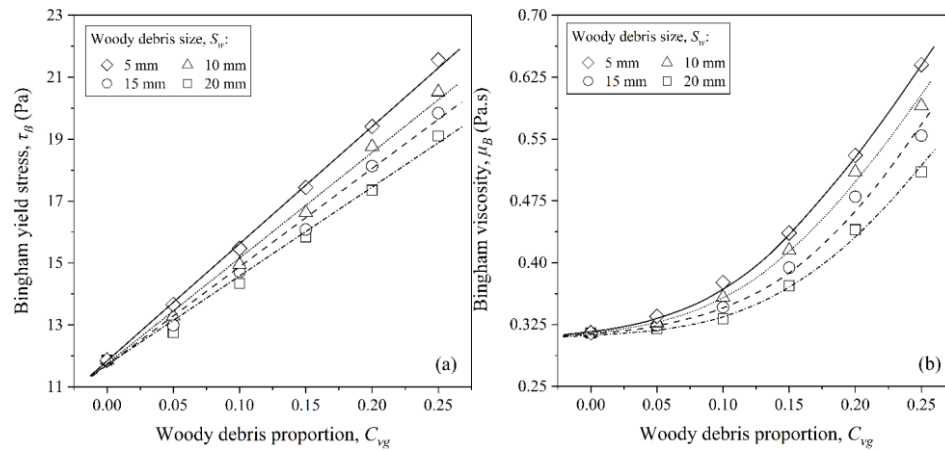 23
21
19
17
15
13
11
Bingham yield stress, τB (Pa)
Woody debris size, Sw:
5 mm 10 mm
15 mm 20 mm
(a)
0.00 0.05 0.10 0.15 0.20 0.25
Woody debris proportion, Cvg
0.70
0.625
0.55
0.475
0.40
0.325
0.25
Bingham viscosity, μB (Pa.s)
Woody debris size, Sw:
5 mm 10 mm
15 mm 20 mm
(b)
0.00 0.05 0.10 0.15 0.20 0.25
Woody debris proportion, Cvg